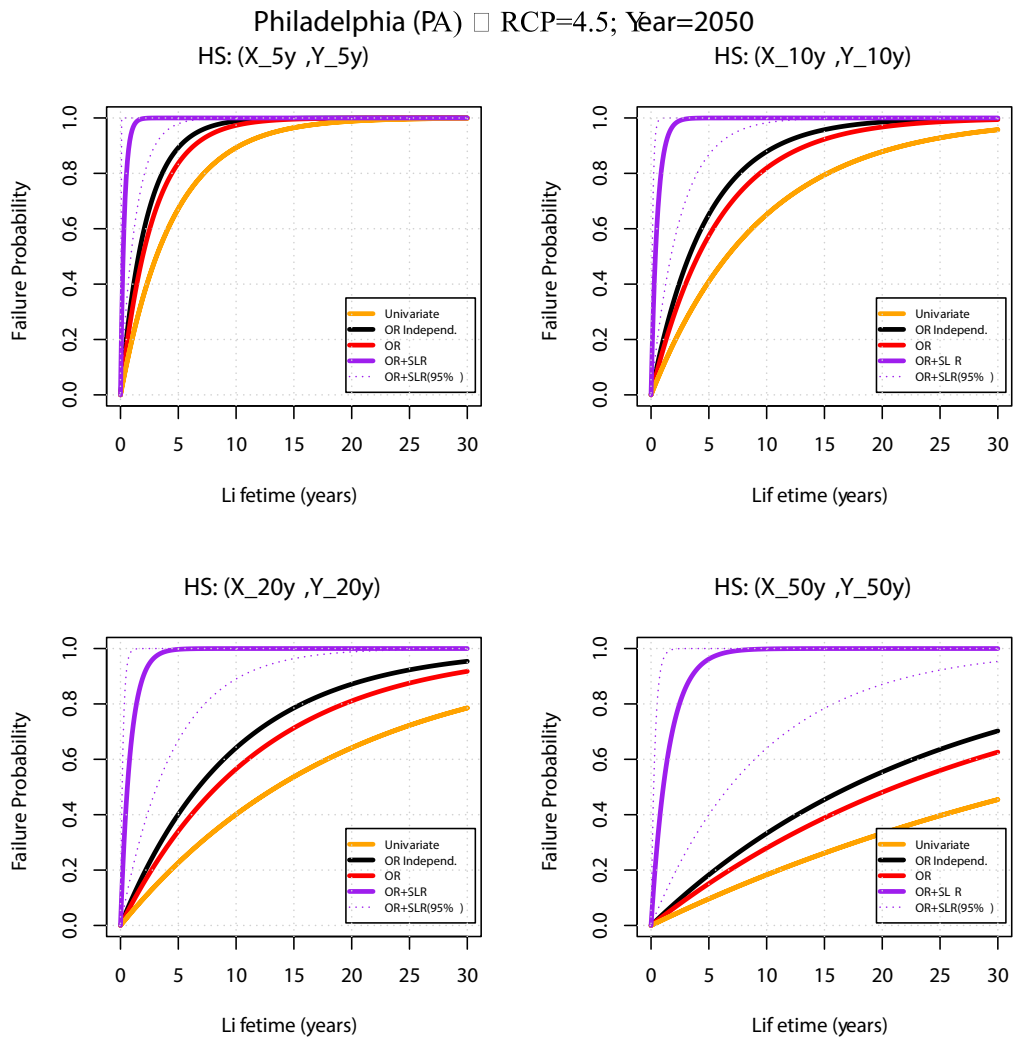 Philadelphia (PA) □ RCP=4.5; Year=2050
HS: (X_5y ,Y_5y)
Failure Probability
1.0
0.8
0.6
0.4
0.2
0.0
Univariate
OR Independ.
OR
OR+SLR
OR+SLR(95% )
0 5 10 15 20 25 30
Li fetime (years)
HS: (X_10y ,Y_10y)
Failure Probability
1.0
0.8
0.6
0.4
0.2
0.0
Univariate
OR Independ.
OR
OR+SL R
OR+SLR(95% )
0 5 10 15 20 25 30
Lif etime (years)
HS: (X_20y ,Y_20y)
Failure Probability
1.0
0.8
0.6
0.4
0.2
0.0
Univariate
OR Independ.
OR
OR+SLR
OR+SLR(95% )
0 5 10 15 20 25 30
Li fetime (years)
HS: (X_50y ,Y_50y)
Failure Probability
1.0
0.8
0.6
0.4
0.2
0.0
Univariate
OR Independ.
OR
OR+SL R
OR+SLR(95% )
0 5 10 15 20 25 30
Lif etime (years)